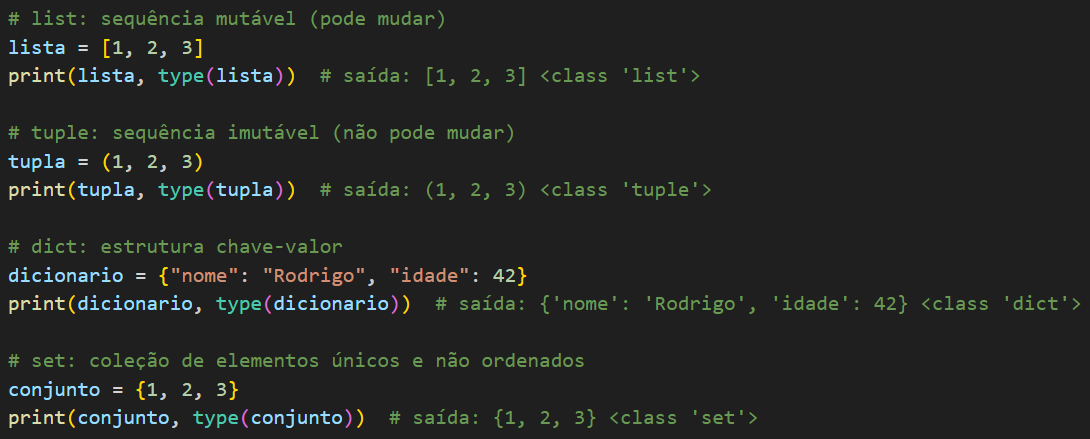 # list: sequência mutável (pode mudar)
lista = [1, 2, 3]
print(lista, type(lista))  # saída: [1, 2, 3] <class 'list'>
# tuple: sequência imutável (não pode mudar)
tupla = (1, 2, 3)
print(tupla, type(tupla))  # saída: (1, 2, 3) <class 'tuple'>
# dict: estrutura chave-valor
dicionario = {"nome": "Rodrigo", "idade": 42}
print(dicionario, type(dicionario))  # saída: {'nome': 'Rodrigo', 'idade': 42} <class 'dict'>
# set: coleção de elementos únicos e não ordenados
conjunto = {1, 2, 3}
print(conjunto, type(conjunto))  # saída: {1, 2, 3} <class 'set'>